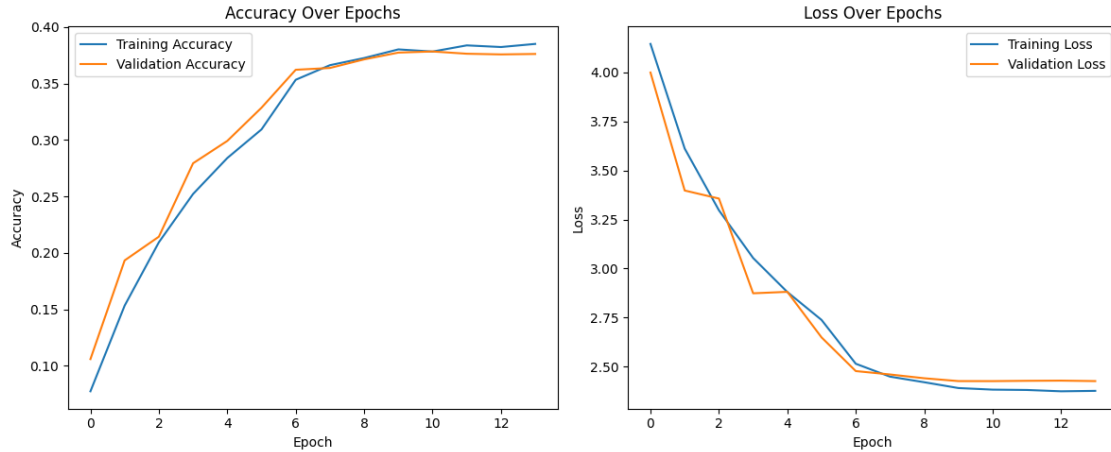 Accuracy Over Epochs
Training Accuracy
Validation Accuracy
0.40
0.35
0.30
0.25
0.20
0.15
0.10
Accuracy
0 2 4 6 8 10 12
Epoch
Loss Over Epochs
Training Loss
Validation Loss
4.00
3.75
3.50
3.25
3.00
2.75
2.50
Loss
0 2 4 6 8 10 12
Epoch